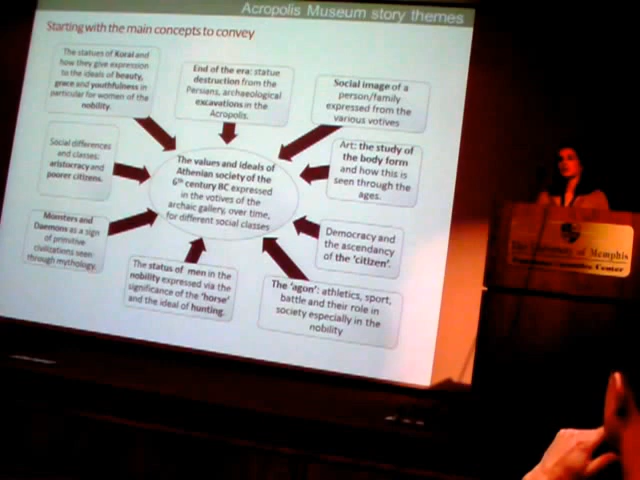 Acropolis Museum story themes
Starting with the main concepts to convey
The statues of Korai and
how they give expression
to the ideals of beauty,
grace and youthfulness in
particular for women of the
nobility.
End of the era: statue
destruction from the
Persians, archaeological
excavations in the
Acropolis.
Social image of a
person/family
expressed from the
various votives
Social differences
and classes:
aristocracy and
poorer citizens.
The values and ideals of
Athenian society of the
6th century BC expressed
in the votives of the
archaic gallery, over time,
for different social classes
Art: the study of
the body form
and how this is
seen through the
ages.
Monsters and
Daemons as a sign
of primitive
civilizations seen
through mythology.
Democracy and
the ascendancy
of the 'citizen'.
The status of men in the
nobility expressed via the
significance of the 'horse'
and the ideal of hunting.
The 'agon': athletics, sport,
battle and their role in
society especially in the
nobility
The University of Memphis
Center